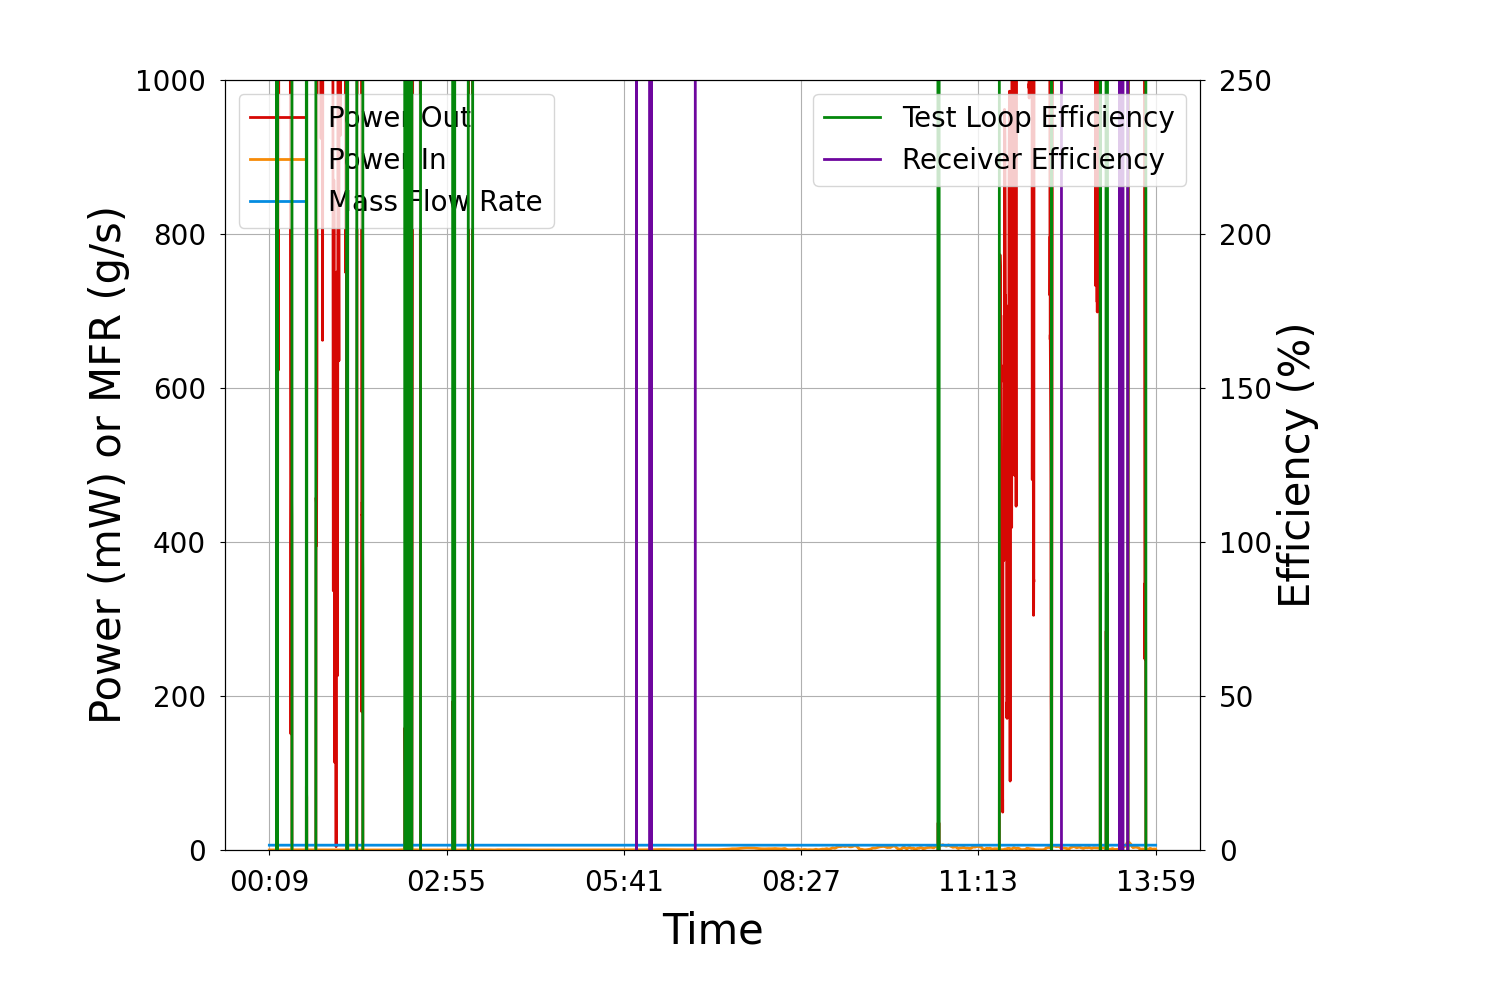 1000
800
600
400
200
0
Power (mW) or MFR (g/s)
Power Out
Power In
Mass Flow Rate
Test Loop Efficiency
Receiver Efficiency
250
200
150
100
50
0
Efficiency (%)
00:09 02:55 05:41 08:27 11:13 13:59
Time